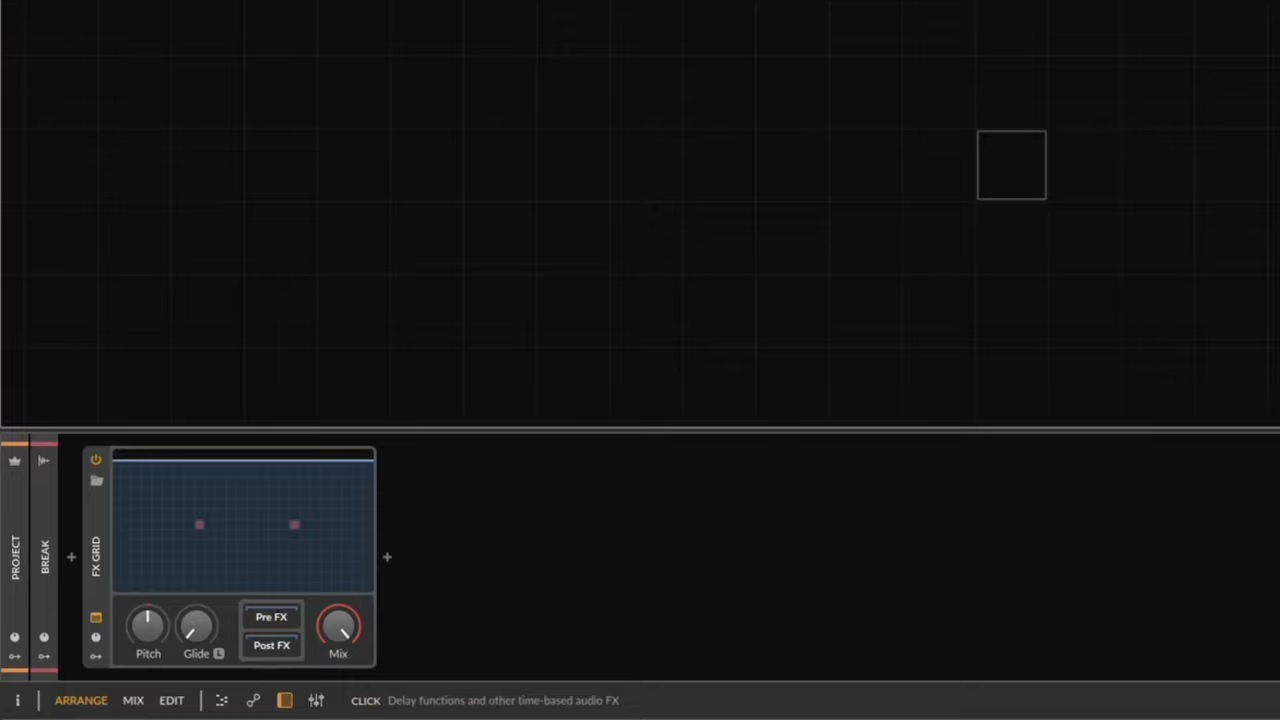 PROJECT
BREAK
FX GRID
Pre FX
Post FX
Pitch
Glide L
Mix
i
ARRANGE MIX EDIT
CLICK Delay functions and other time-based audio FX